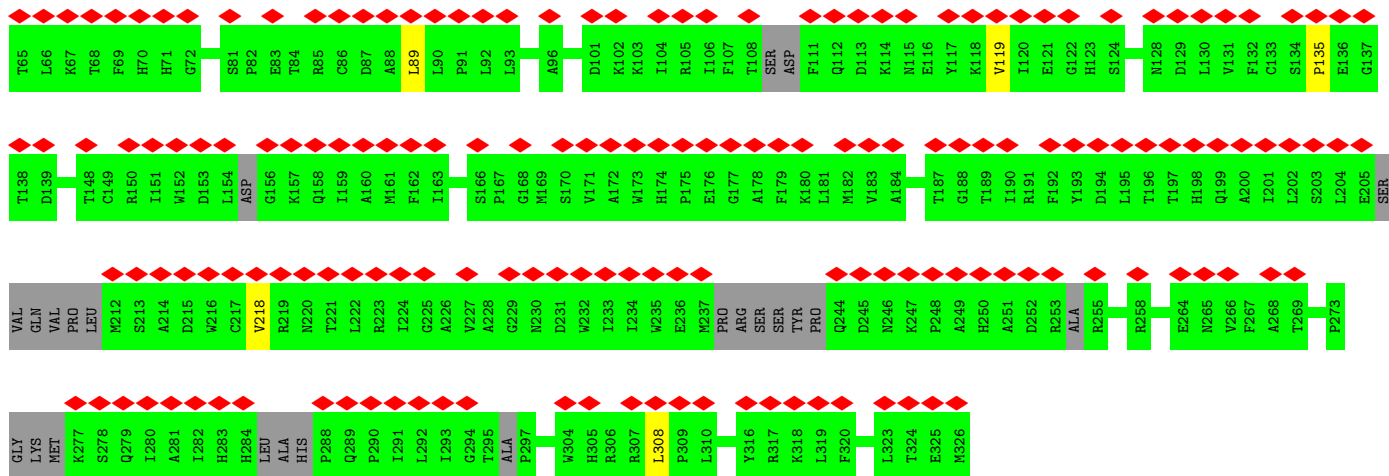 T65 L66 K67 T68 F69 H70 H71 G72 S81 P82 E83 T84 R85 C86 D87 A88 L89 L90 P91 L92 L93 A96 D101 K102 K103 I104 R105 I106 F107 T108 SER ASP F111 Q112 D113 K114 N115 E116 Y117 K118 V119 I120 E121 G122 H123 S124 N128 D129 L130 V131 F132 C133 S134 P135 E136 G137
T138 D139 T148 C149 R150 I151 W152 D153 L154 ASP G156 K157 Q158 I159 A160 M161 F162 I163 S166 P167 G168 M169 S170 V171 A172 W173 H174 P175 E176 G177 A178 F179 K180 L181 M182 V183 A184 T187 G188 T189 I190 R191 F192 Y193 D194 L195 T196 T197 H198 Q199 A200 I201 L202 S203 L204 E205 SER
VAL GLN VAL PRO LEU M212 S213 A214 D215 W216 C217 V218 R219 N220 T221 L222 R223 I224 G225 A226 V227 A228 G229 N230 D231 W232 I233 I234 W235 E236 M237 PRO ARG SER SER TYR PRO Q244 D245 N246 K247 P248 A249 H250 A251 D252 R253 ALA R255 R258 E264 N265 V266 F267 A268 T269 P273
GLY LYS MET K277 S278 Q279 I280 A281 I282 H283 H284 LEU ALA HIS P288 Q289 P290 I291 L292 I293 G294 T295 ALA P297 W304 H305 R306 R307 L308 P309 L310 Y316 R317 K318 L319 F320 L323 T324 E325 M326